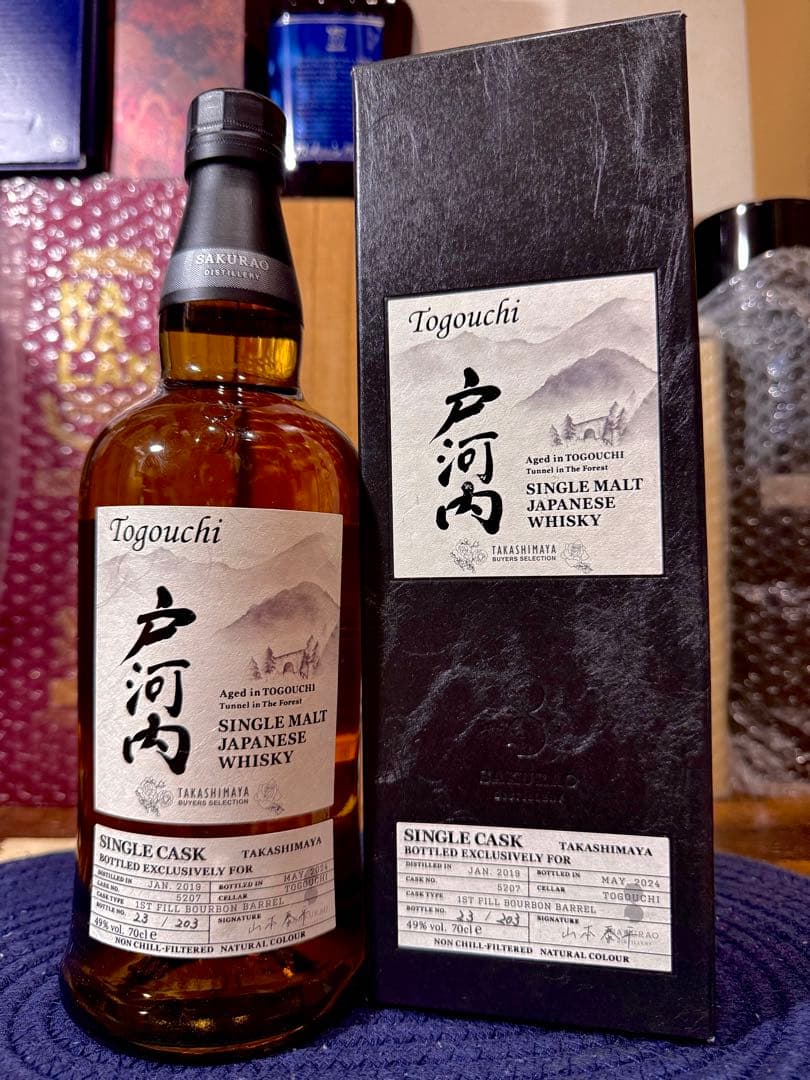 KA
VA
LAN
SAKURAO
DISTILLERY
Togouchi
戸河内
Aged in TOGOUCHI
Tunnel in The Forest
SINGLE MALT
JAPANESE
WHISKY
TAKASHIMAYA
BUYERS SELECTION
SINGLE CASK
BOTTLED EXCLUSIVELY FOR TAKASHIMAYA
DISTILLED IN JAN. 2019 BOTTLED IN MAY 2024
CASK NO. 5207 CELLAR TOGOUCHI
CASK TYPE 1ST FILL BOURBON BARREL
BOTTLE NO. 23 / 203 SIGNATURE
49% vol. 70cl e
NON CHILL-FILTERED NATURAL COLOUR
Togouchi
戸河内
Aged in TOGOUCHI
Tunnel in The Forest
SINGLE MALT
JAPANESE
WHISKY
TAKASHIMAYA
BUYERS SELECTION
SAKURAO
DISTILLERY
SINGLE CASK
BOTTLED EXCLUSIVELY FOR TAKASHIMAYA
DISTILLED IN JAN. 2019 BOTTLED IN MAY 2024
CASK NO. 5207 CELLAR TOGOUCHI
CASK TYPE 1ST FILL BOURBON BARREL
BOTTLE NO. 23 / 203 SIGNATURE
49% vol. 70cl e
NON CHILL-FILTERED NATURAL COLOUR